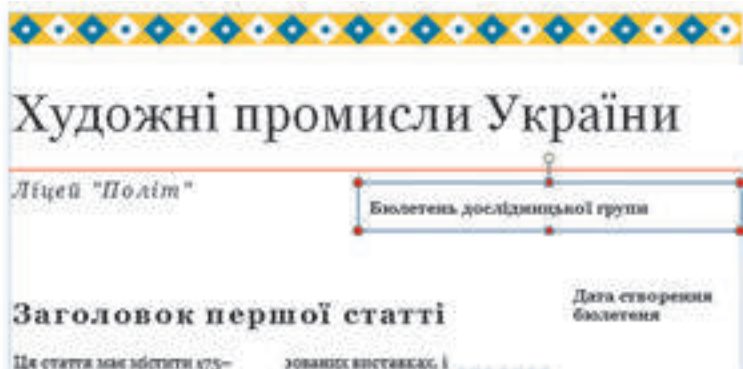 Художні промисли України
Ліцей "Політ"
Бюлетень дослідницької групи
Заголовок першої статті
Дата створення
бюлетеня
Ця стаття має містити 175–
зованих виставках, і